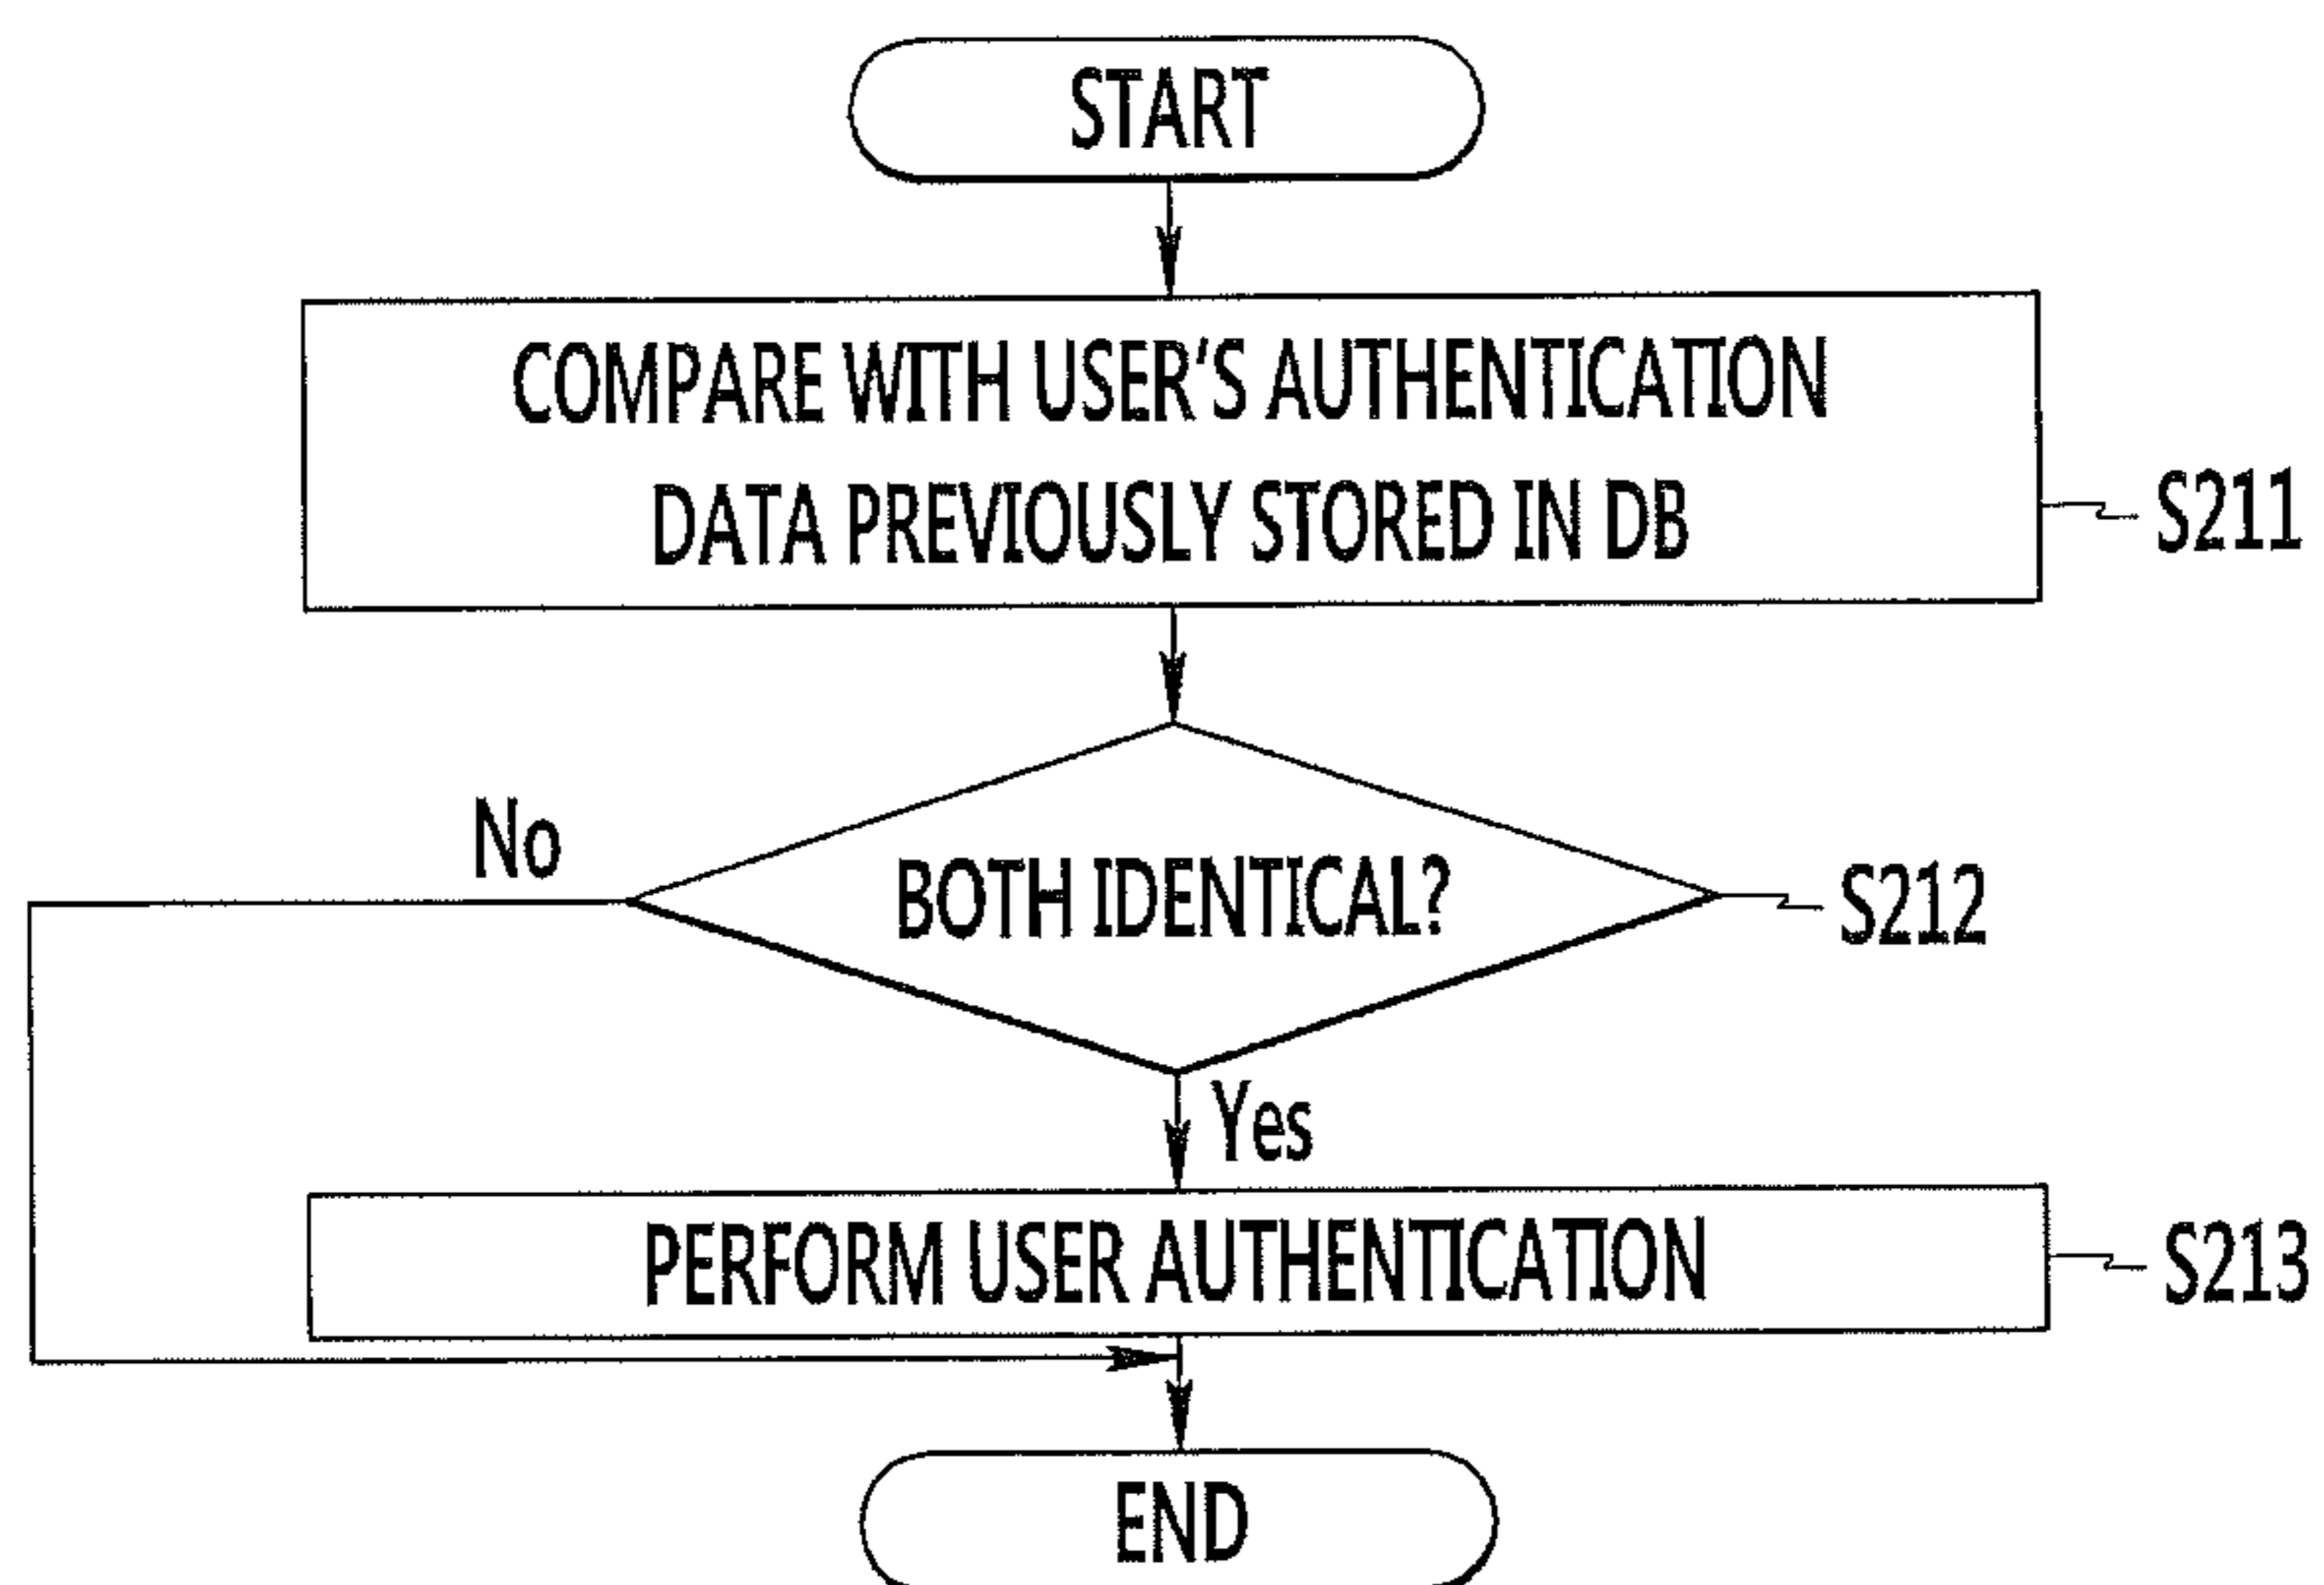 START
COMPARE WITH USER'S AUTHENTICATION
DATA PREVIOUSLY STORED IN DB
S211
No
BOTH IDENTICAL?
S212
Yes
PERFORM USER AUTHENTICATION
S213
END